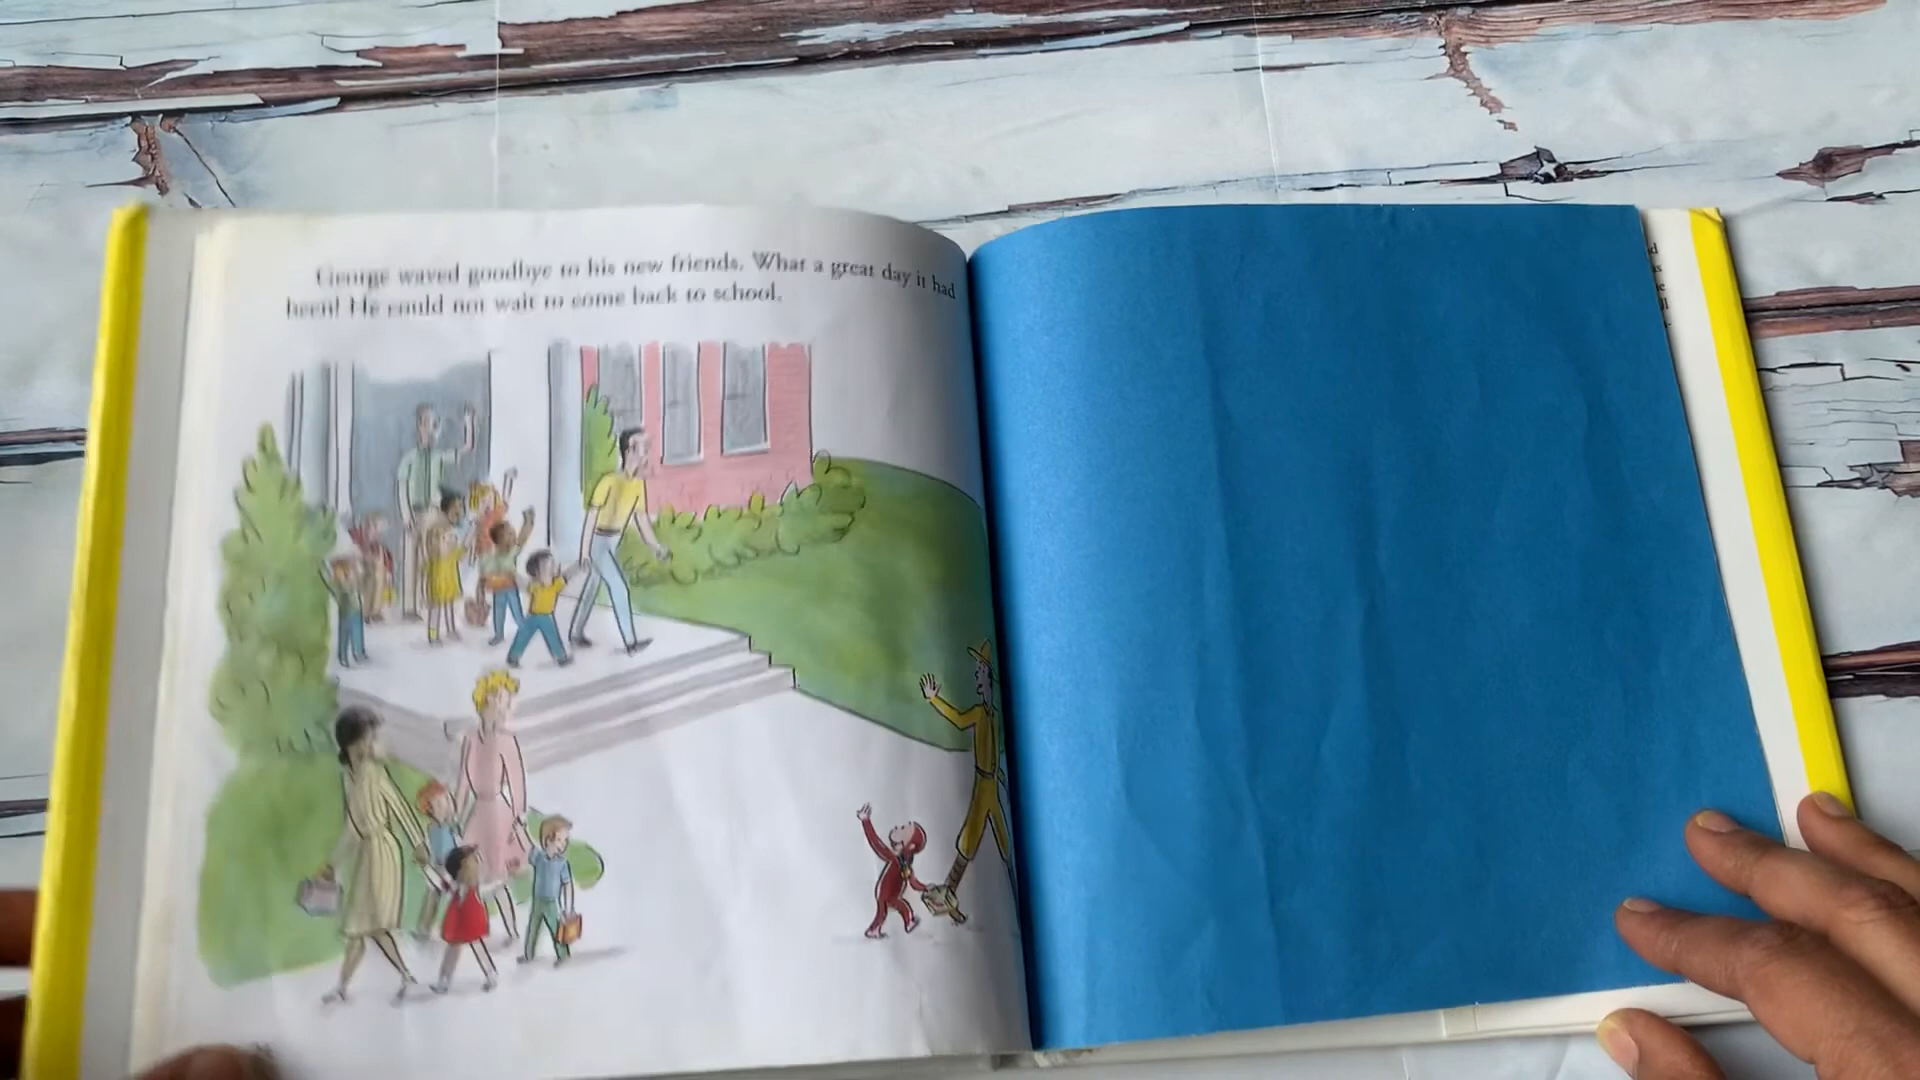 George waved goodbye to his new friends. What a great day it had
been! He could not wait to come back to school.